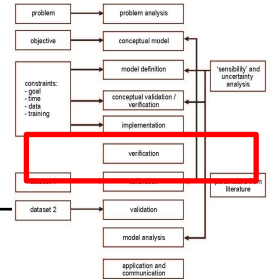 problem
problem analysis
objective
conceptual model
constraints:
- goal
- time
- data
- training
model definition
'sensibility' and
uncertainty
analysis
conceptual validation /
verification
implementation
verification
literature
dataset 2
validation
model analysis
application and
communication